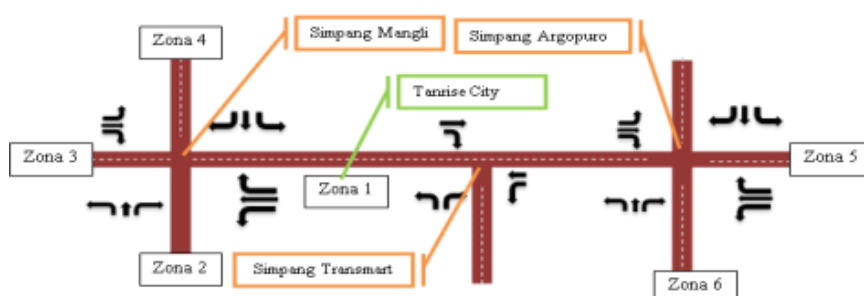 Zona 4
Simpang Mangli
Simpang Argopuro
Tanrise City
Zona 3
Zona 5
Zona 1
Zona 2
Simpang Transmart
Zona 6